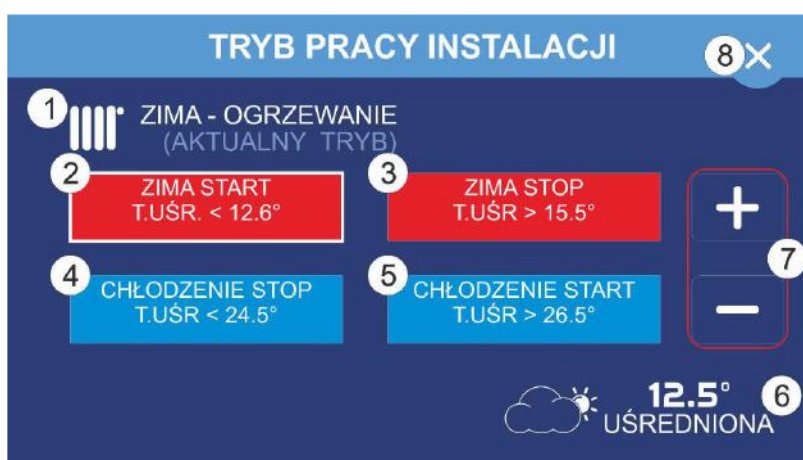 TRYB PRACY INSTALACJI
8 ×
1 ZIMA - OGRZEWANIE
(AKTUALNY TRYB)
2 ZIMA START
T.UŚR. < 12.6°
3 ZIMA STOP
T.UŚR > 15.5°
+
7
−
4 CHŁODZENIE STOP
T.UŚR < 24.5°
5 CHŁODZENIE START
T.UŚR > 26.5°
12.5° 6
UŚREDNIONA